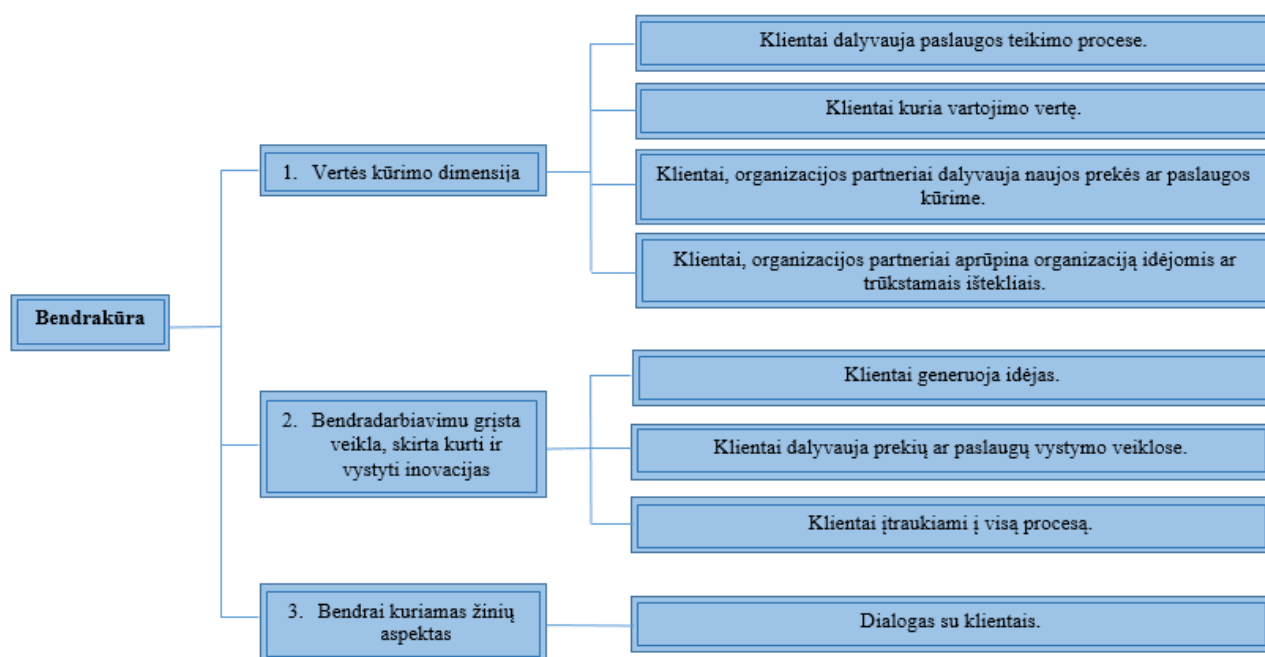 Klientai dalyvauja paslaugos teikimo procese.
Klientai kuria vartojimo vertę.
1. Vertės kūrimo dimensija
Klientai, organizacijos partneriai dalyvauja naujos prekės ar paslaugos
kūrime.
Klientai, organizacijos partneriai aprūpina organizaciją idėjomis ar
trūkstamais ištekliais.
Bendrakūra
Klientai generuoja idėjas.
2. Bendradarbiavimu grįsta
veikla, skirta kurti ir
vystyti inovacijas
Klientai dalyvauja prekių ar paslaugų vystymo veiklose.
Klientai įtraukiami į visą procesą.
3. Bendrai kuriamas žinių
aspektas
Dialogas su klientais.